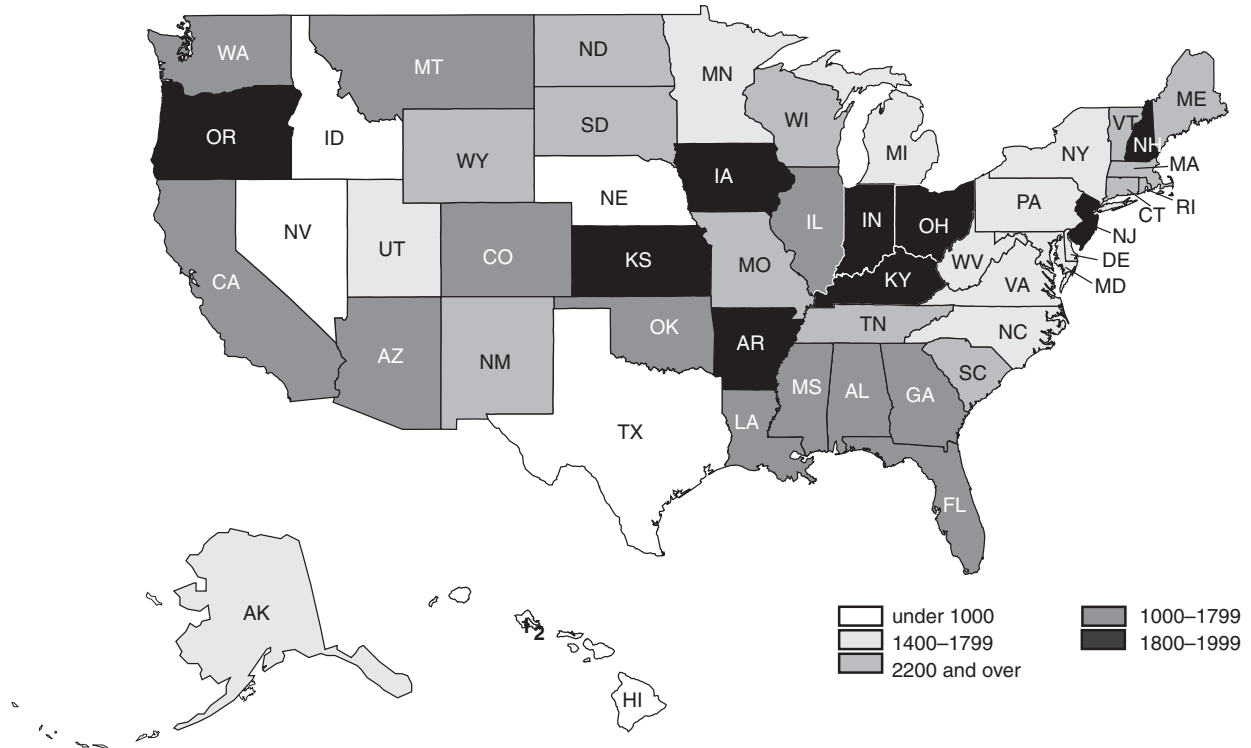 WA
MT
ND
MN
ME
VT
NH
OR
ID
SD
WI
MI
NY
MA
WY
IA
NE
PA
RI
CT
NV
UT
CO
KS
MO
IL
IN
OH
NJ
WV
DE
VA
MD
CA
KY
AZ
NM
OK
AR
TN
NC
SC
TX
LA
MS
AL
GA
FL
AK
HI
2
under 1000
1400–1799
2200 and over
1000–1799
1800–1999